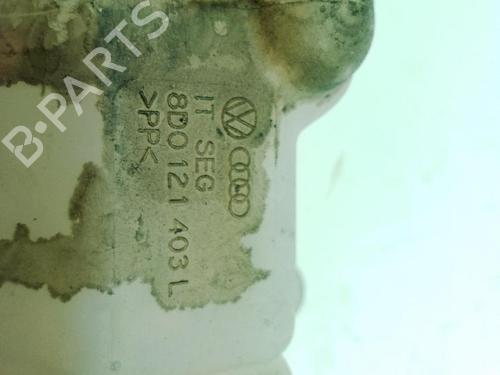 B-PARTS
IT SEG
8D0 121 403 L
>PP<